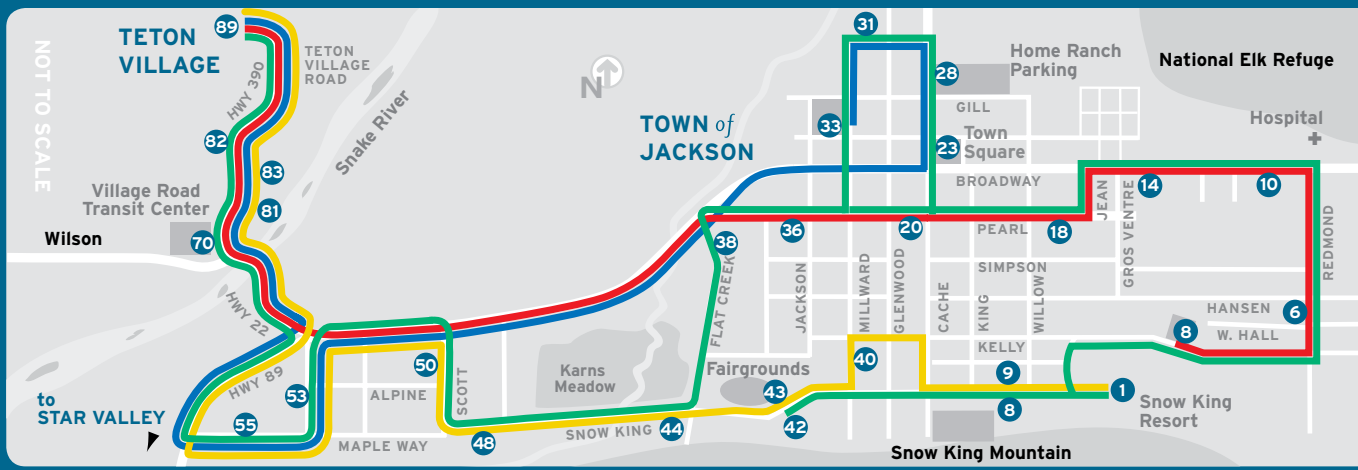 89
TETON
VILLAGE
TETON
VILLAGE
ROAD
NOT TO SCALE
HWY 390
82
83
81
Snake River
Village Road
Transit Center
70
Wilson
HWY 22
HWY 89
to
STAR VALLEY
55
53
50
ALPINE
SCOTT
MAPLE WAY
48
SNOW KING
44
Karns
Meadow
N
TOWN of
JACKSON
31
28
Home Ranch
Parking
National Elk Refuge
GILL
33
23
Town
Square
Hospital
BROADWAY
JEAN
GROS VENTRE
14
10
REDMOND
38
36
20
PEARL
18
FLAT CREEK
JACKSON
MILLWARD
GLENWOOD
CACHE
KING
WILLOW
SIMPSON
HANSEN
6
W. HALL
8
KELLY
40
Fairgrounds
43
42
9
8
1
Snow King
Resort
Snow King Mountain